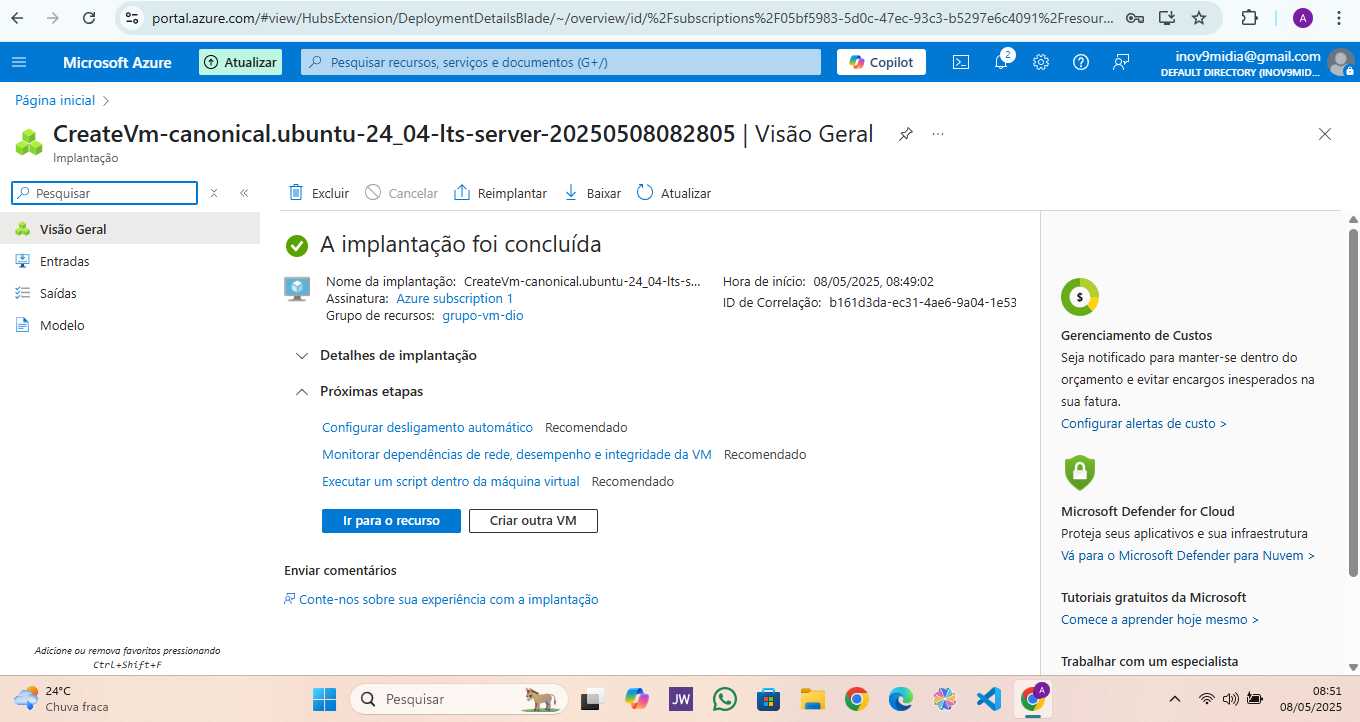 portal.azure.com/#view/HubsExtension/DeploymentDetailsBlade/~/overview/id/%2Fsubscriptions%2F05bf5983-5d0c-47ec-93c3-b5297e6c4091%2Fresour...
A
Microsoft Azure
Atualizar
Pesquisar recursos, serviços e documentos (G+/)
Copilot
2
inov9midia@gmail.com
DEFAULT DIRECTORY (INOV9MID...
Página inicial
CreateVm-canonical.ubuntu-24_04-lts-server-20250508082805 | Visão Geral
Implantação
Pesquisar
Excluir
Cancelar
Reimplantar
Baixar
Atualizar
Visão Geral
Entradas
Saídas
Modelo
A implantação foi concluída
Nome da implantação: CreateVm-canonical.ubuntu-24_04-lts-s...
Assinatura: Azure subscription 1
Grupo de recursos: grupo-vm-dio
Hora de início: 08/05/2025, 08:49:02
ID de Correlação: b161d3da-ec31-4ae6-9a04-1e53
Detalhes de implantação
Próximas etapas
Configurar desligamento automático Recomendado
Monitorar dependências de rede, desempenho e integridade da VM Recomendado
Executar um script dentro da máquina virtual Recomendado
Ir para o recurso
Criar outra VM
Enviar comentários
Conte-nos sobre sua experiência com a implantação
$
Gerenciamento de Custos
Seja notificado para manter-se dentro do
orçamento e evitar encargos inesperados na
sua fatura.
Configurar alertas de custo >
Microsoft Defender for Cloud
Proteja seus aplicativos e sua infraestrutura
Vá para o Microsoft Defender para Nuvem >
Tutoriais gratuitos da Microsoft
Comece a aprender hoje mesmo >
Trabalhar com um especialista
Adicione ou remova favoritos pressionando
Ctrl+Shift+F
24°C
Chuva fraca
Pesquisar
JW
A
08:51
08/05/2025